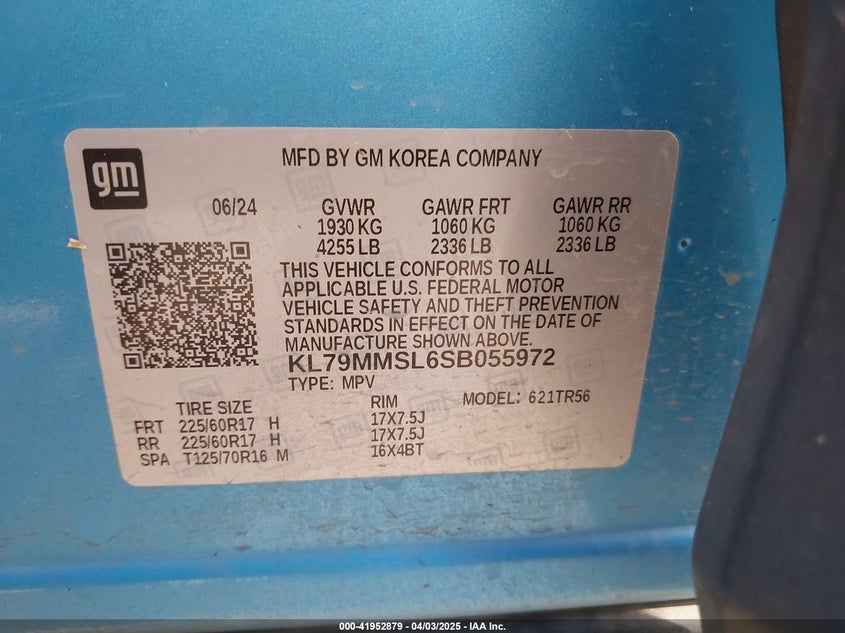 gm
MFD BY GM KOREA COMPANY
06/24 GVWR GAWR FRT GAWR RR
1930 KG 1060 KG 1060 KG
4255 LB 2336 LB 2336 LB
THIS VEHICLE CONFORMS TO ALL
APPLICABLE U.S. FEDERAL MOTOR
VEHICLE SAFETY AND THEFT PREVENTION
STANDARDS IN EFFECT ON THE DATE OF
MANUFACTURE SHOWN ABOVE.
KL79MMSL6SB055972
TYPE: MPV
TIRE SIZE RIM MODEL: 621TR56
FRT 225/60R17 H 17X7.5J
RR 225/60R17 H 17X7.5J
SPA T125/70R16 M 16X4BT
000-41952879 - 04/03/2025 - IAA Inc.